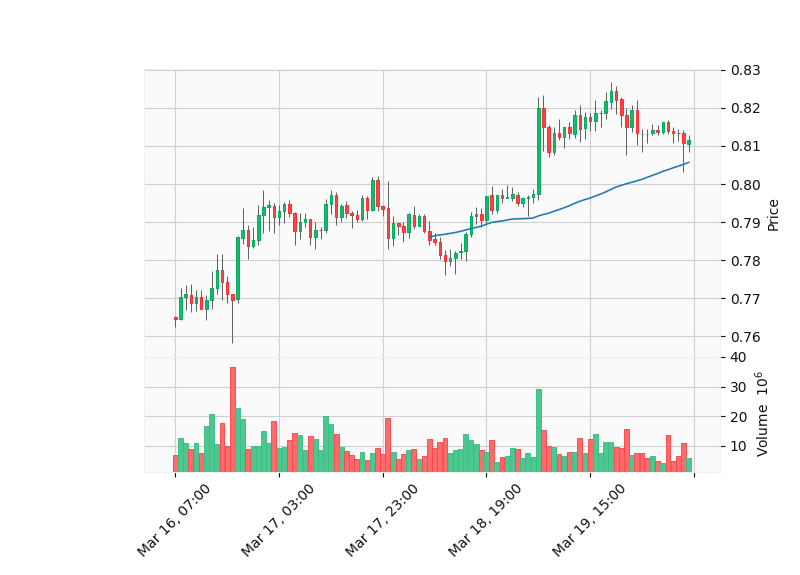 0.83
0.82
0.81
0.80
0.79
0.78
0.77
0.76
Price
40
30
20
10
Volume 10^6
Mar 16, 07:00
Mar 17, 03:00
Mar 17, 23:00
Mar 18, 19:00
Mar 19, 15:00